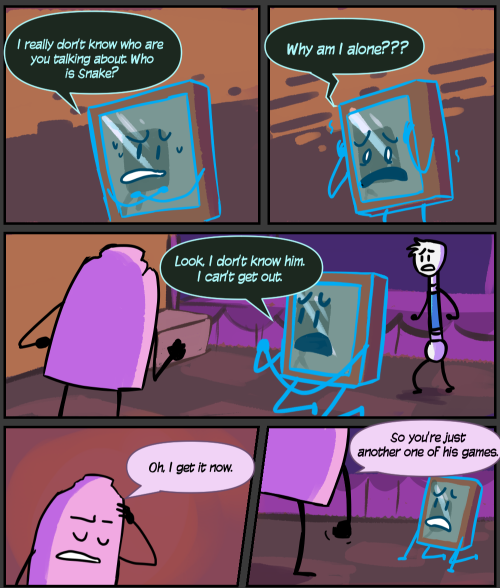 I really don't know who are
you talking about. Who
is Snake?
Why am I alone???
Look, I don't know him.
I can't get out.
Oh, I get it now.
So you're just
another one of his games.